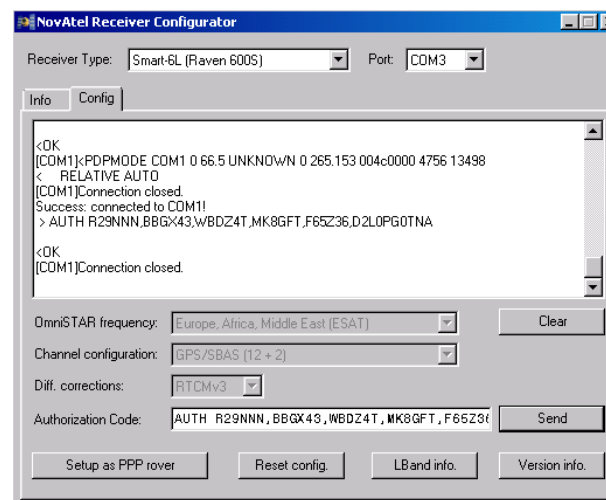 NovAtel Receiver Configurator
Receiver Type: Smart-6L (Raven 600S) Port: COM3
Info Config
<OK
[COM1]<PDPMODE COM1 0 66.5 UNKNOWN 0 265.153 004c0000 4756 13498
< RELATIVE AUTO
[COM1]Connection closed.
Success: connected to COM1!
> AUTH R29NNN,BBGX43,WBDZ4T,MK8GFT,F65Z36,D2L0PG0TNA
<OK
[COM1]Connection closed.
OmniSTAR frequency: Europe, Africa, Middle East (ESAT) Clear
Channel configuration: GPS/SBAS (12 + 2)
Diff. corrections: RTCMv3
Authorization Code: AUTH R29NNN,BBGX43,WBDZ4T,MK8GFT,F65Z36 Send
Setup as PPP rover Reset config. LBand info. Version info.